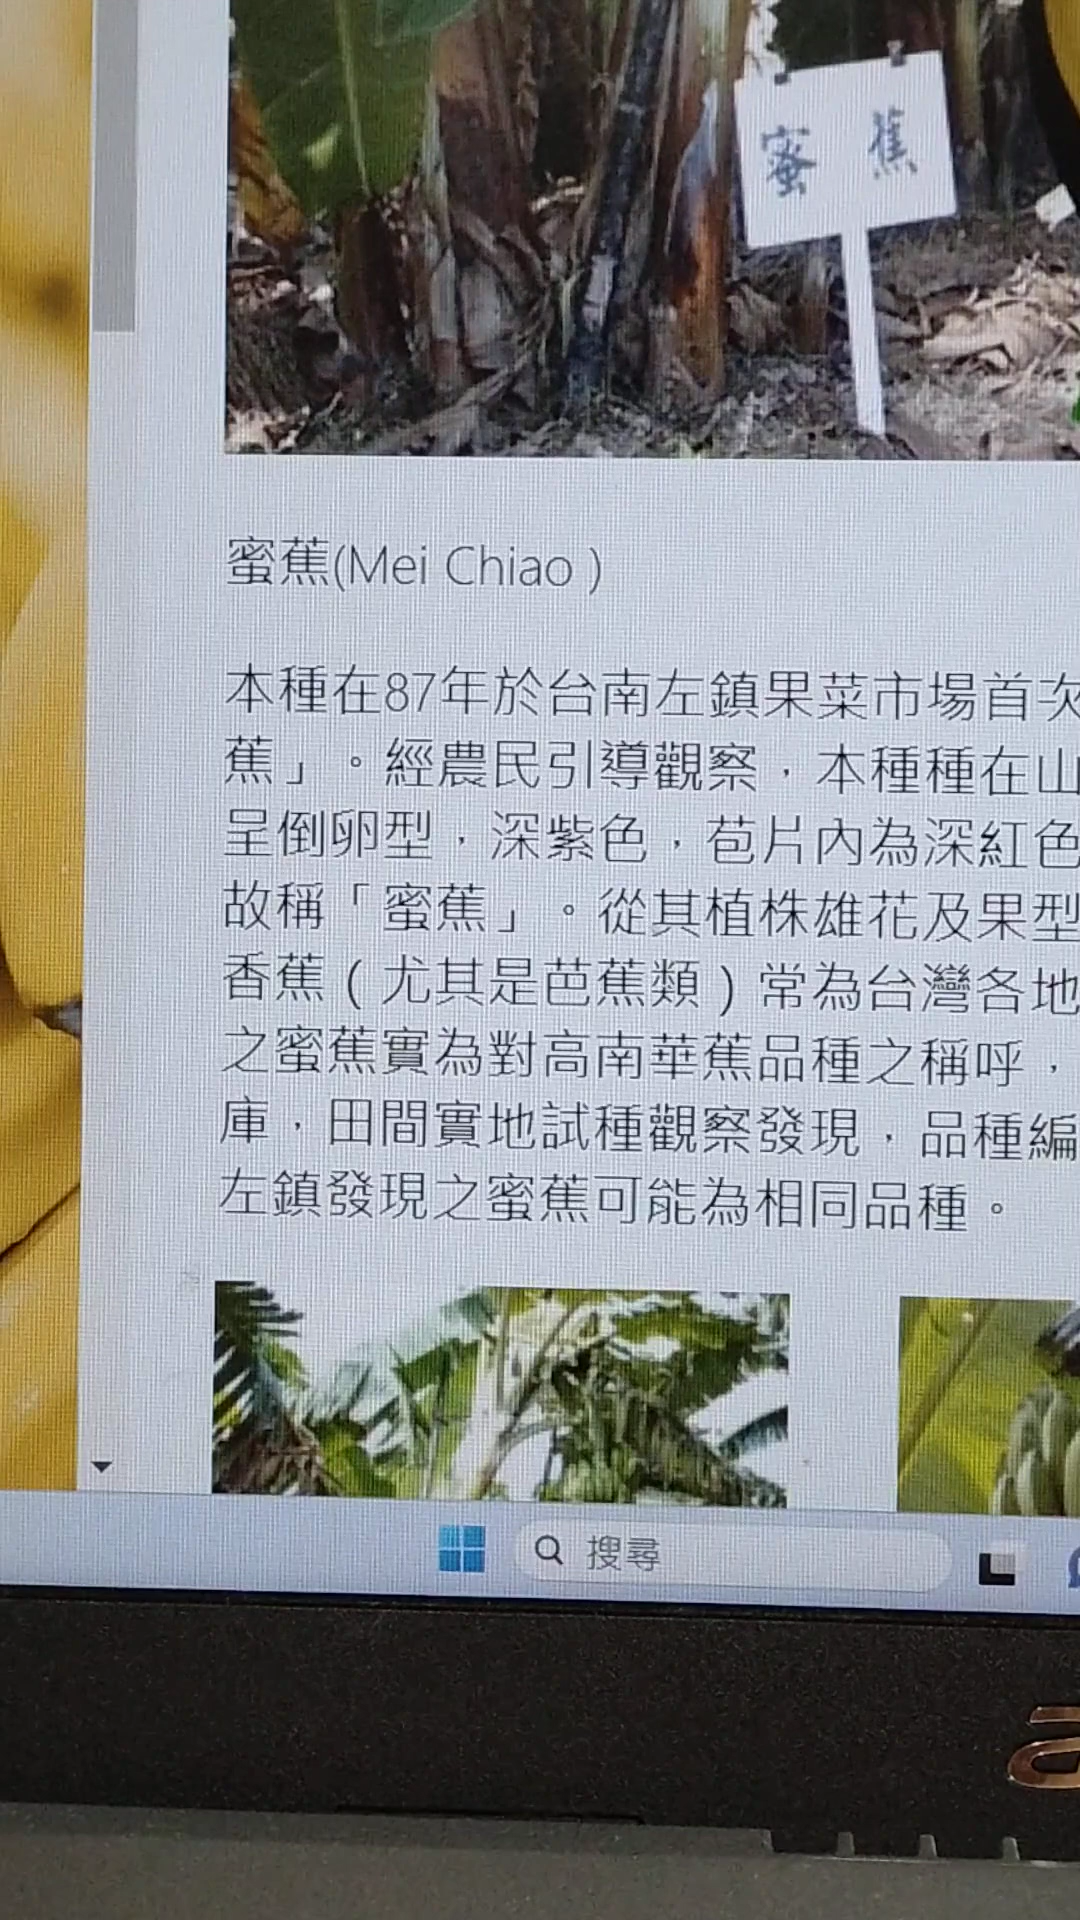 蜜蕉
蜜蕉(Mei Chiao )
本種在87年於台南左鎮果菜市場首次
蕉」。經農民引導觀察，本種種在山
呈倒卵型，深紫色，苞片內為深紅色
故稱「蜜蕉」。從其植株雄花及果型
香蕉（尤其是芭蕉類）常為台灣各地
之蜜蕉實為對高南華蕉品種之稱呼，
庫，田間實地試種觀察發現，品種編
左鎮發現之蜜蕉可能為相同品種。
搜尋
a